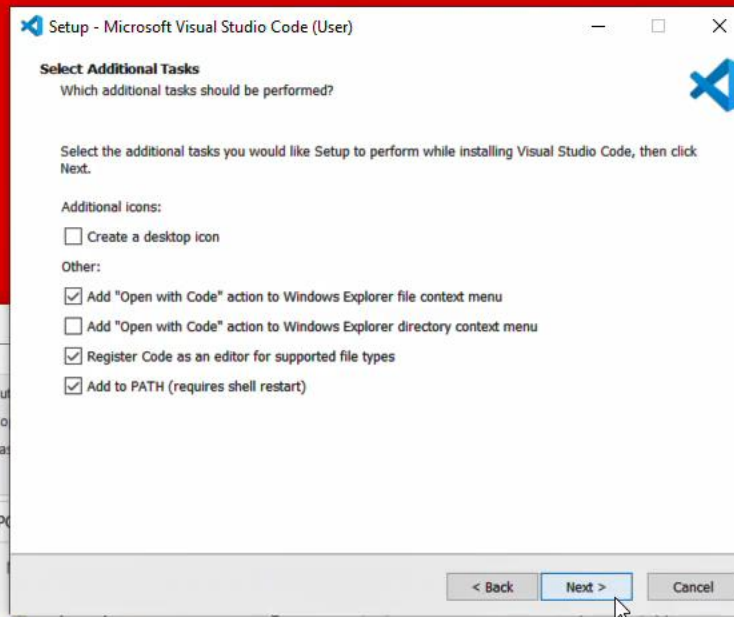 Setup - Microsoft Visual Studio Code (User)
Select Additional Tasks
Which additional tasks should be performed?
Select the additional tasks you would like Setup to perform while installing Visual Studio Code, then click
Next.
Additional icons:
Create a desktop icon
Other:
Add "Open with Code" action to Windows Explorer file context menu
Add "Open with Code" action to Windows Explorer directory context menu
Register Code as an editor for supported file types
Add to PATH (requires shell restart)
< Back Next > Cancel